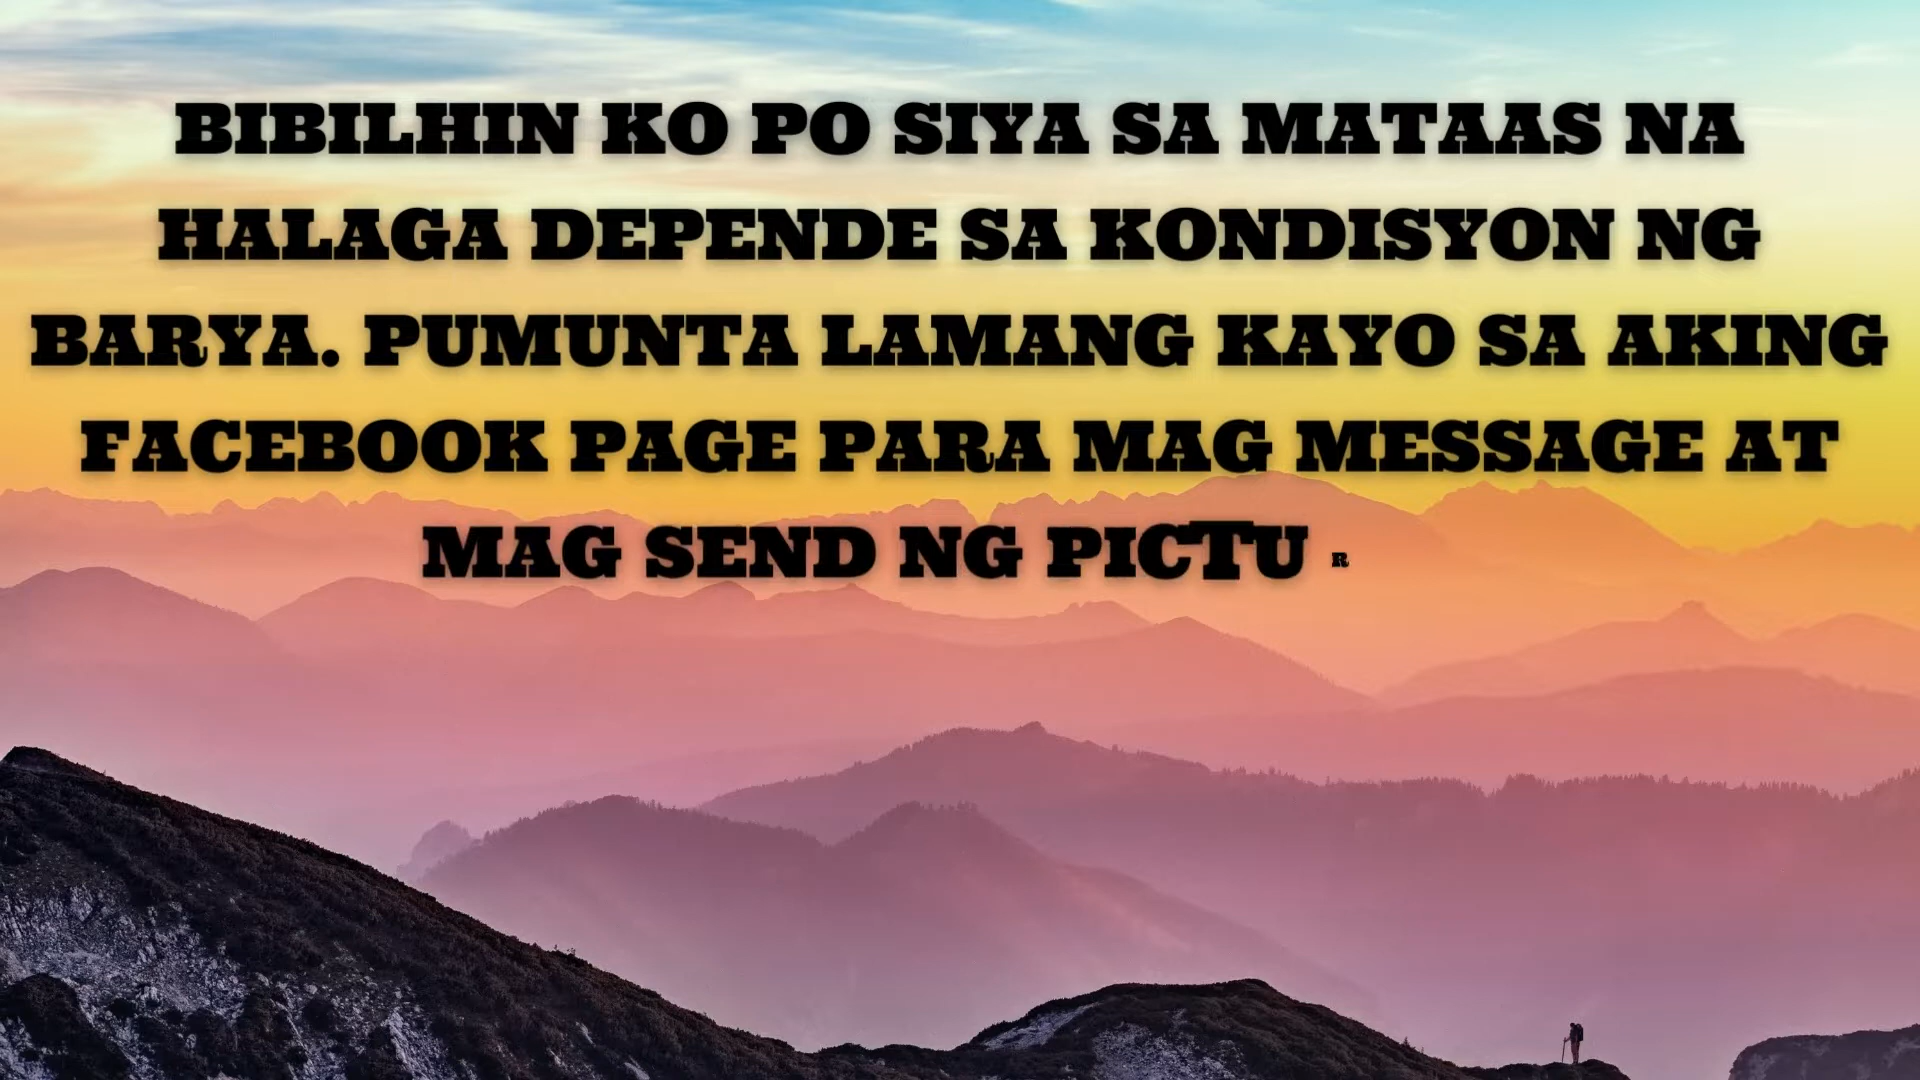 BIBILHIN KO PO SIYA SA MATAAS NA
HALAGA DEPENDE SA KONDISYON NG
BARYA. PUMUNTA LAMANG KAYO SA AKING
FACEBOOK PAGE PARA MAG MESSAGE AT
MAG SEND NG PICTUR